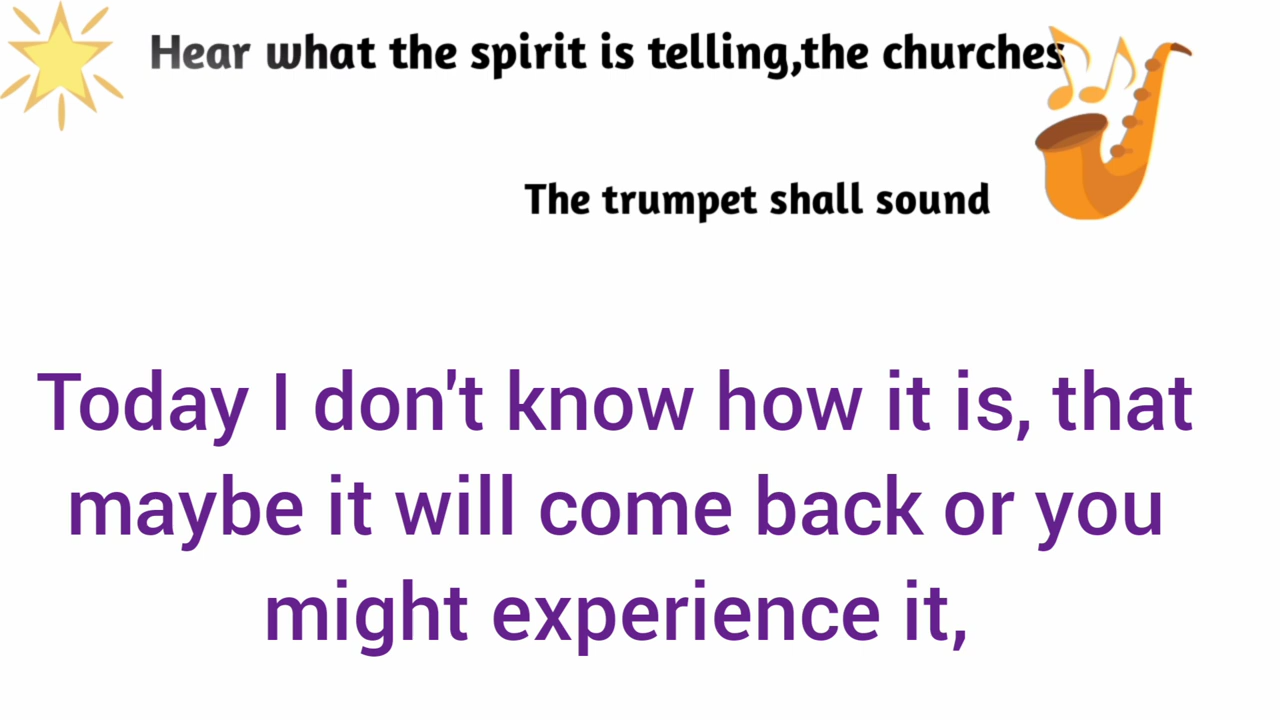 Hear what the spirit is telling,the churches
The trumpet shall sound
Today I don't know how it is, that
maybe it will come back or you
might experience it,